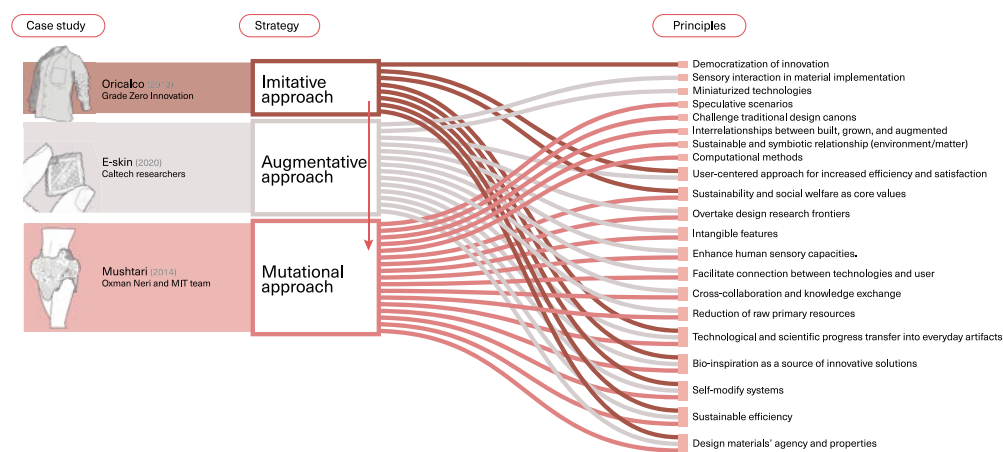 Case study
Strategy
Principles
Oricalco (2013)
Grade Zero Innovation
Imitative
approach
E-skin (2020)
Caltech researchers
Augmentative
approach
Mushtari (2014)
Oxman Neri and MIT team
Mutational
approach
Democratization of innovation
Sensory interaction in material implementation
Miniaturized technologies
Speculative scenarios
Challenge traditional design canons
Interrelationships between built, grown, and augmented
Sustainable and symbiotic relationship (environment/matter)
Computational methods
User-centered approach for increased efficiency and satisfaction
Sustainability and social welfare as core values
Overtake design research frontiers
Intangible features
Enhance human sensory capacities.
Facilitate connection between technologies and user
Cross-collaboration and knowledge exchange
Reduction of raw primary resources
Technological and scientific progress transfer into everyday artifacts
Bio-inspiration as a source of innovative solutions
Self-modify systems
Sustainable efficiency
Design materials' agency and properties